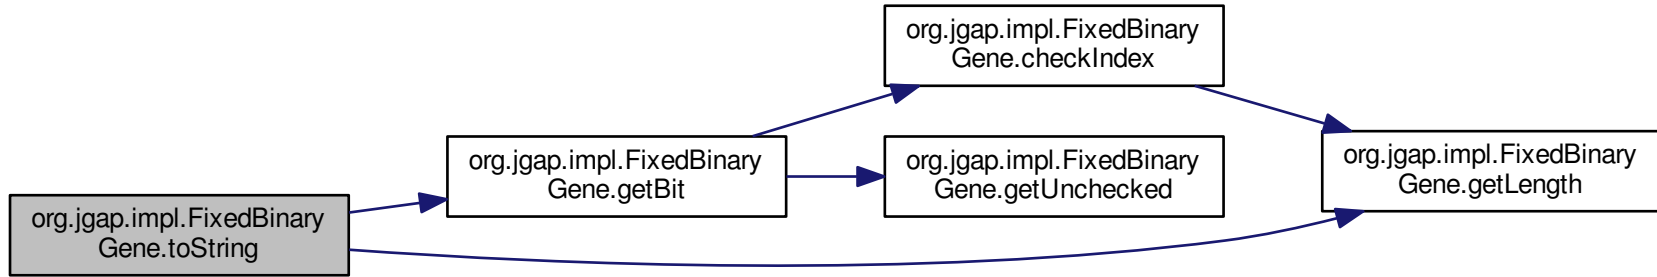 org.jgap.impl.FixedBinary
Gene.toString
org.jgap.impl.FixedBinary
Gene.getBit
org.jgap.impl.FixedBinary
Gene.checkIndex
org.jgap.impl.FixedBinary
Gene.getUnchecked
org.jgap.impl.FixedBinary
Gene.getLength